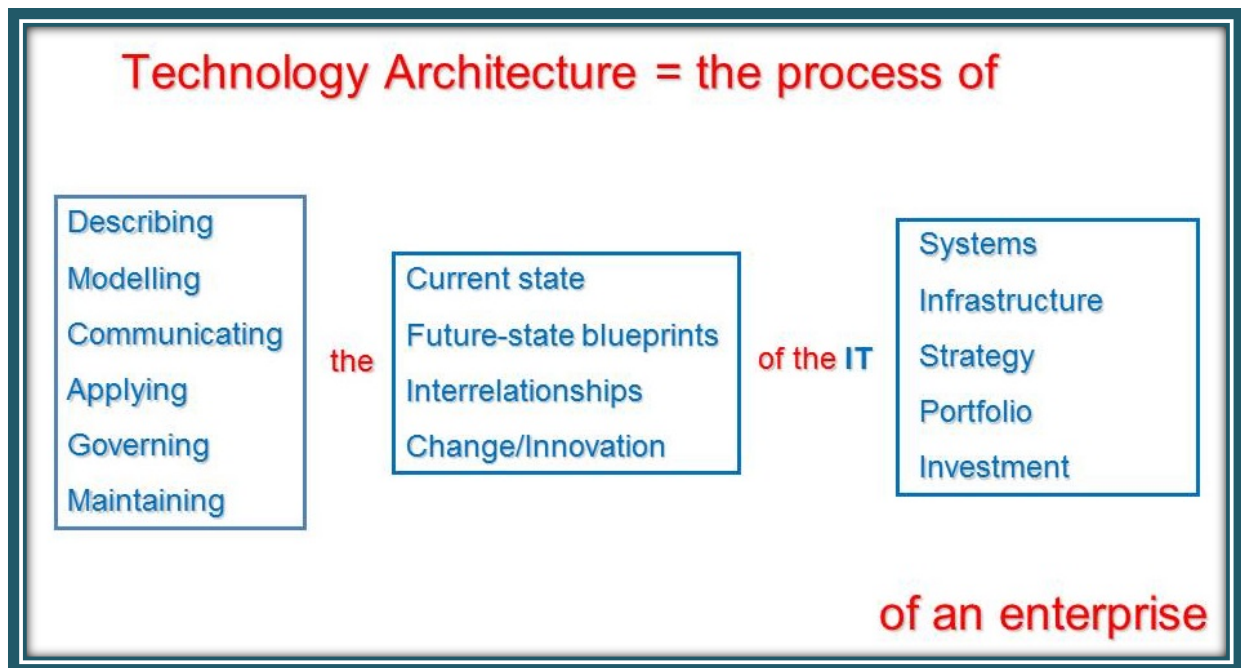 Technology Architecture = the process of
Describing
Modelling
Communicating
Applying
Governing
Maintaining
the
Current state
Future-state blueprints
Interrelationships
Change/Innovation
of the IT
Systems
Infrastructure
Strategy
Portfolio
Investment
of an enterprise